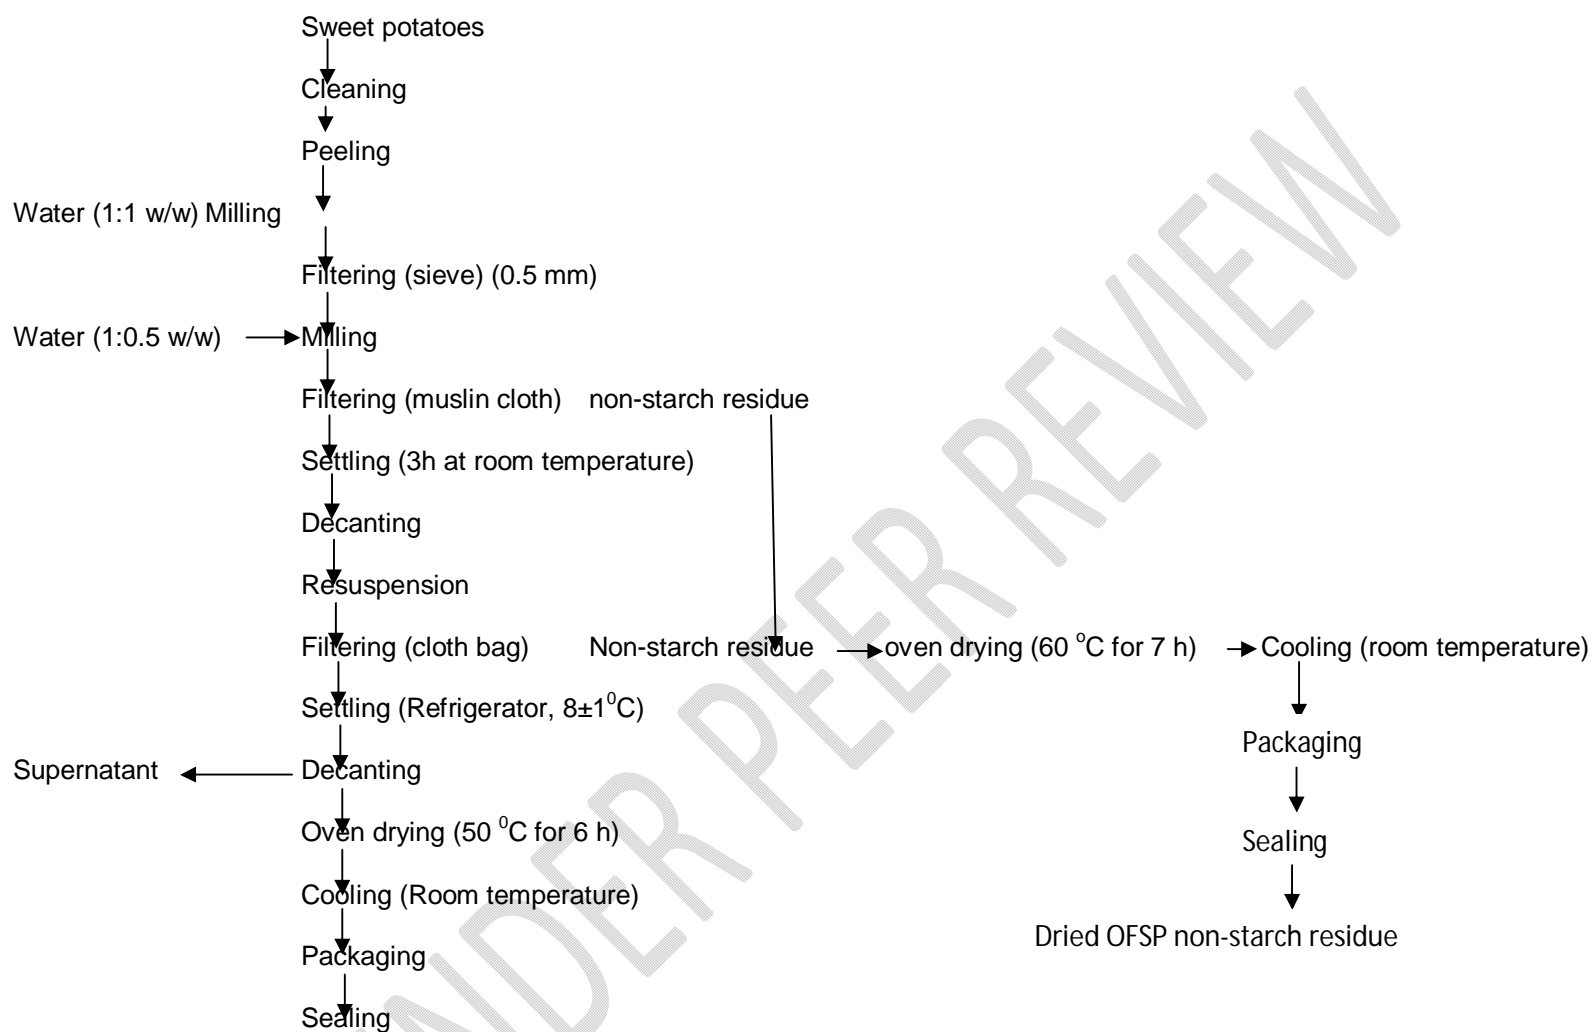 Sweet potatoes
Cleaning
Peeling
Water (1:1 w/w) Milling
Filtering (sieve) (0.5 mm)
Water (1:0.5 w/w) Milling
Filtering (muslin cloth) non-starch residue
Settling (3h at room temperature)
Decanting
Resuspension
Filtering (cloth bag) Non-starch residue oven drying (60 °C for 7 h) Cooling (room temperature)
Settling (Refrigerator, 8±1⁰C)
Packaging
Supernatant Decanting
Oven drying (50 ⁰C for 6 h)
Sealing
Cooling (Room temperature)
Dried OFSP non-starch residue
Packaging
Sealing
UNDER PEER REVIEW